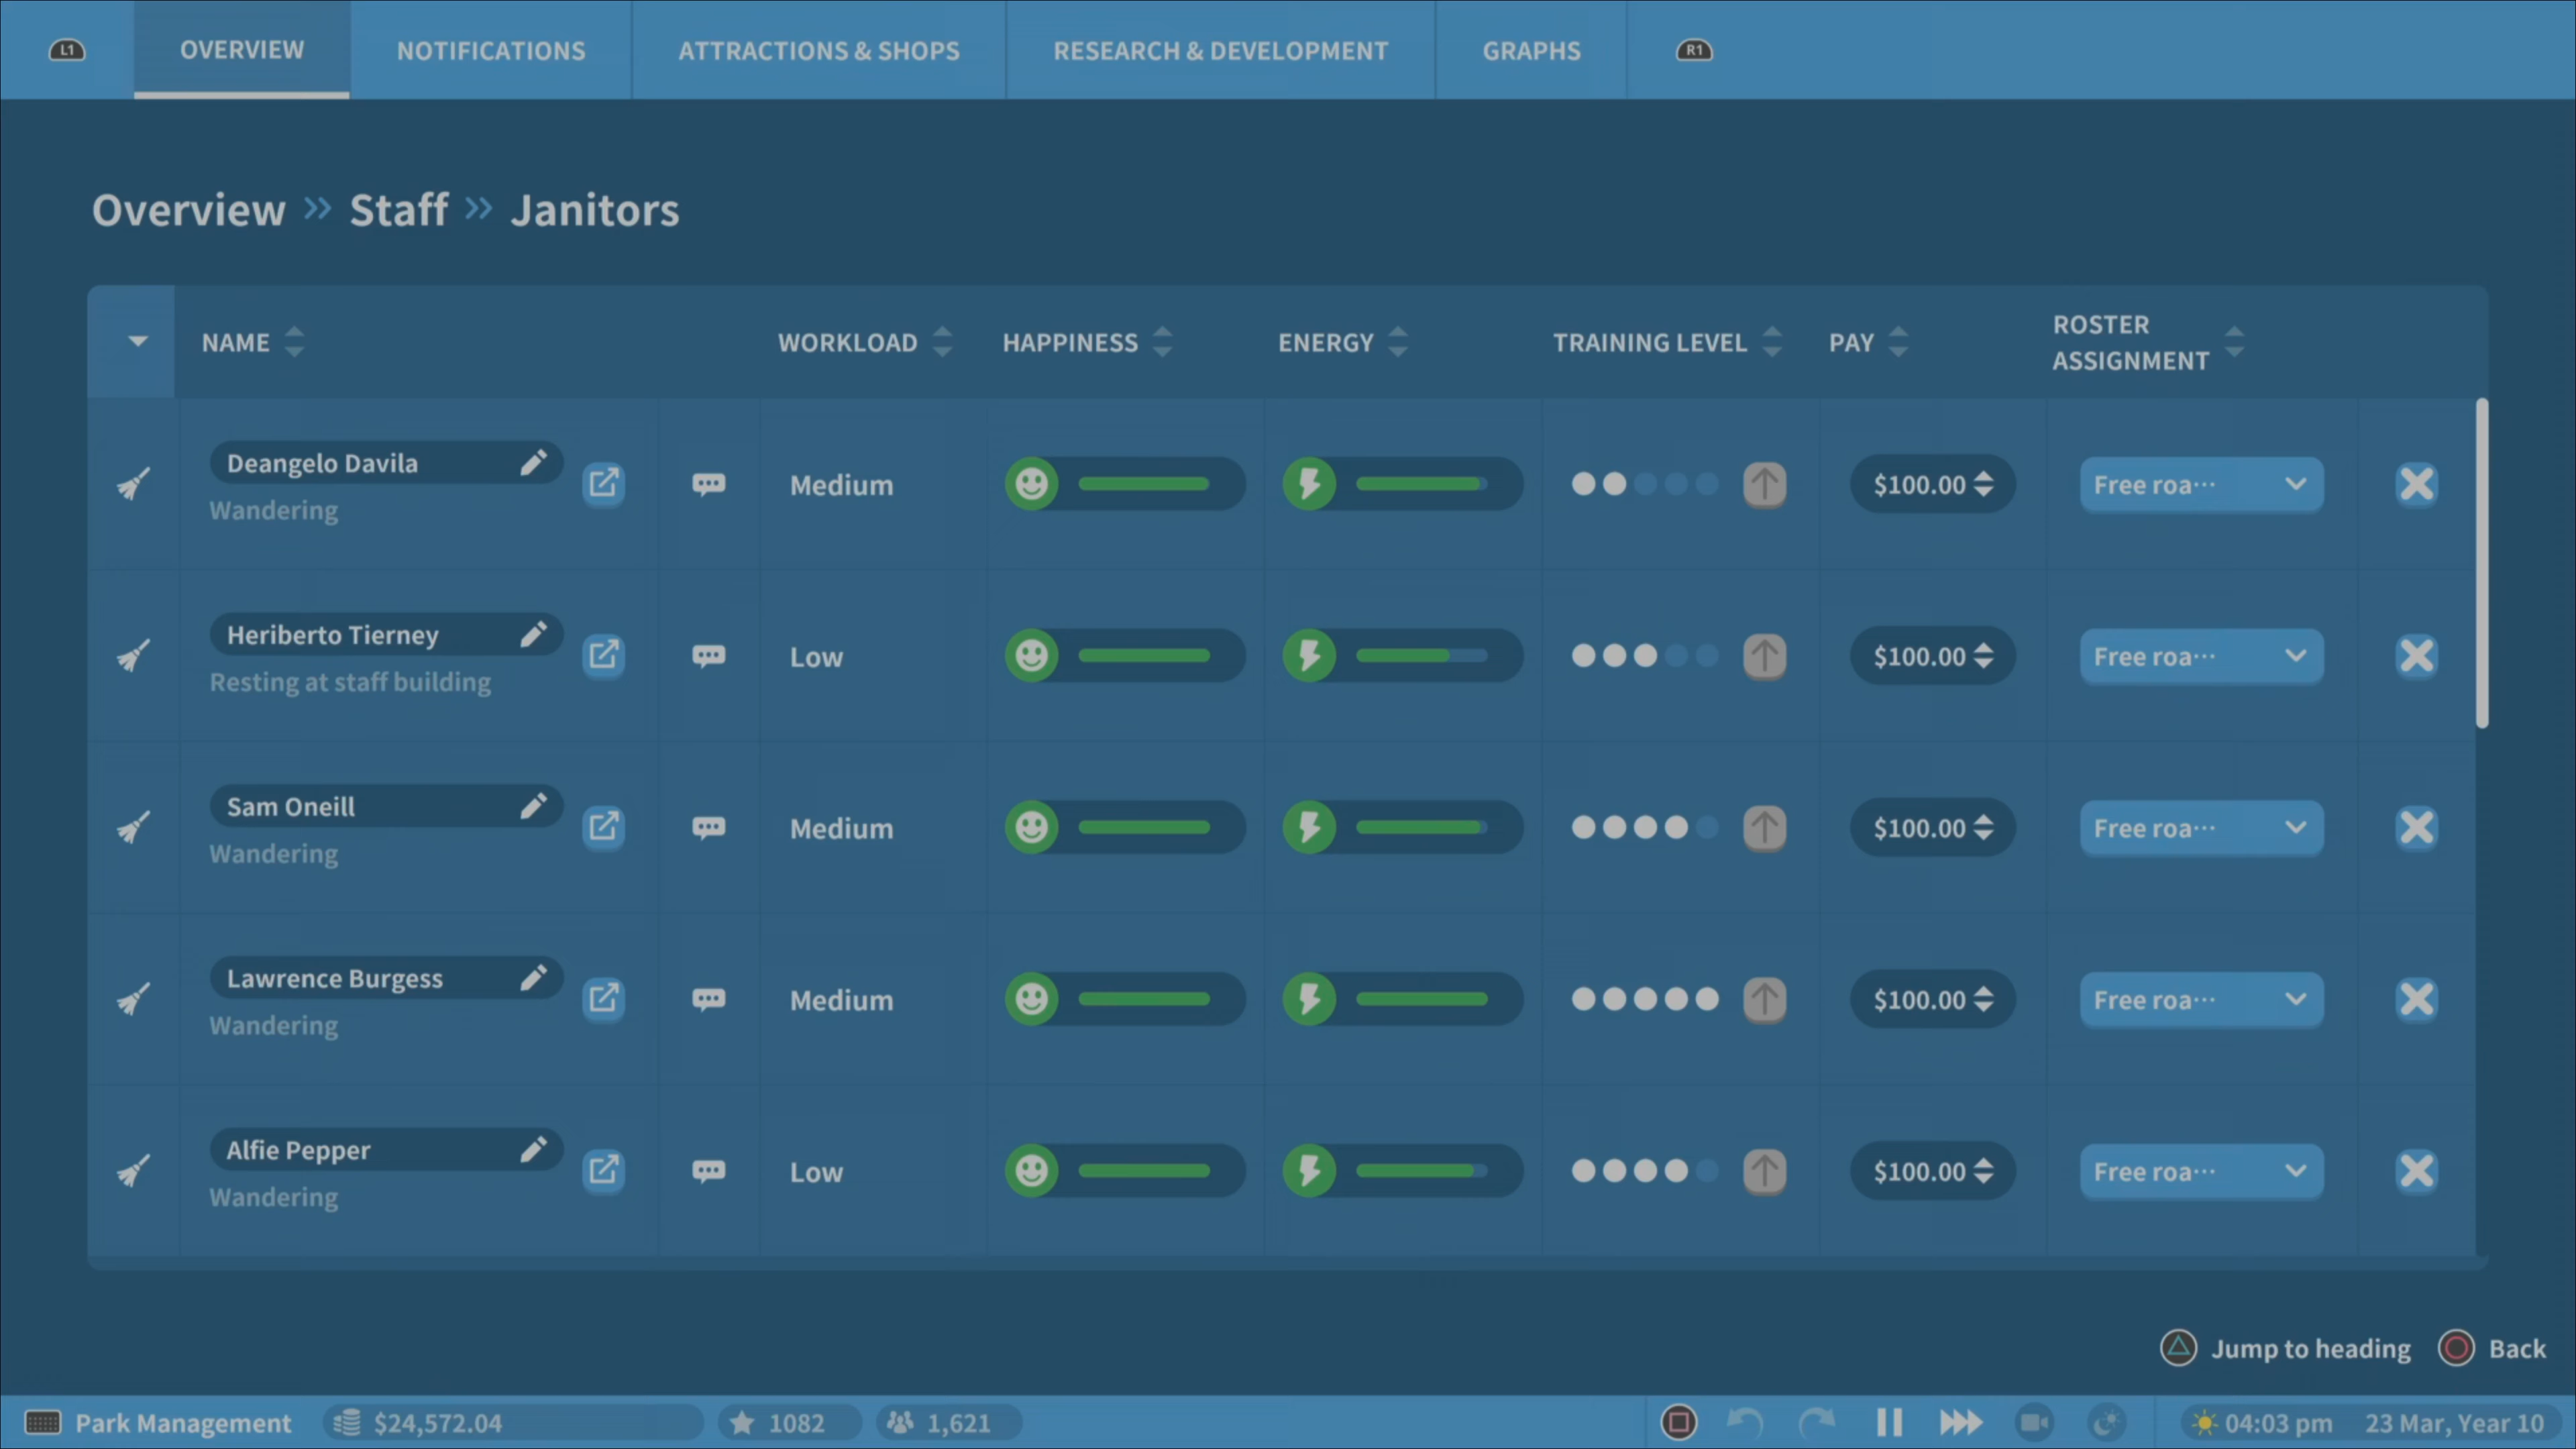 L1 OVERVIEW NOTIFICATIONS ATTRACTIONS & SHOPS RESEARCH & DEVELOPMENT GRAPHS R1
Overview » Staff » Janitors
NAME WORKLOAD HAPPINESS ENERGY TRAINING LEVEL PAY ROSTER ASSIGNMENT
Deangelo Davila
Wandering
Medium $100.00 Free roa···
Heriberto Tierney
Resting at staff building
Low $100.00 Free roa···
Sam Oneill
Wandering
Medium $100.00 Free roa···
Lawrence Burgess
Wandering
Medium $100.00 Free roa···
Alfie Pepper
Wandering
Low $100.00 Free roa···
Jump to heading Back
Park Management $24,572.04 1082 1,621 04:03 pm 23 Mar, Year 10